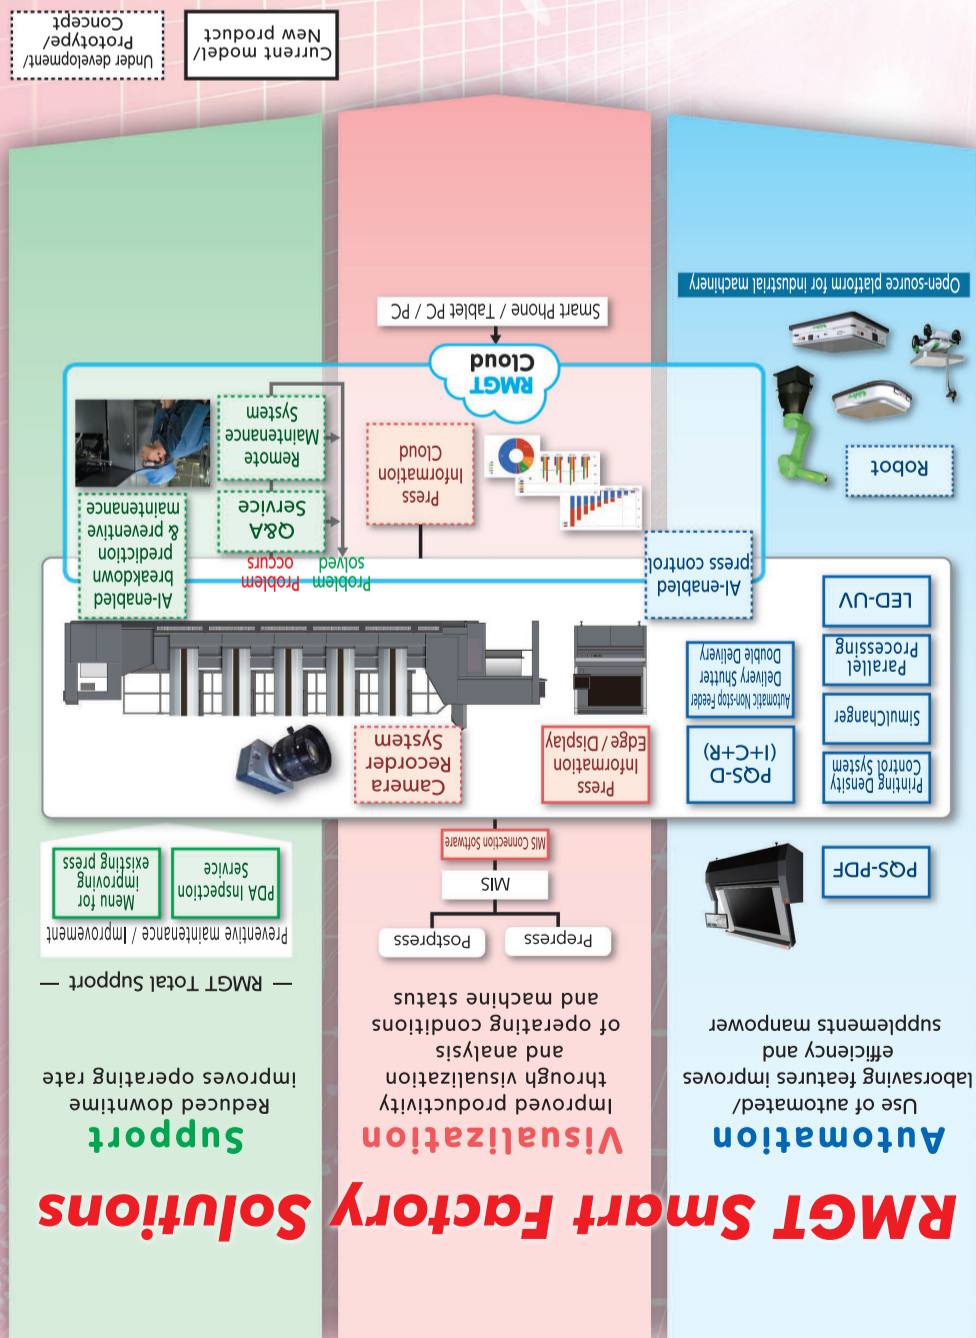 RMGT Smart Factory Solutions
Automation
Use of automated/
laborsaving features improves
efficiency and
supplements manpower
PQS-PDF
Printing Density
Control System
SimulChanger
Parallel
Processing
LED-UV
PQS-D
(I+C+R)
Automatic Non-stop Feeder
Delivery Shutter
Double Delivery
AI-enabled
press control
Robot
Open-source platform for industrial machinery
Visualization
Improved productivity
through visualization
and analysis
of operating conditions
and machine status
Prepress
Postpress
MIS
MIS Connection Software
Press
Information
Edge / Display
Camera
Recorder
System
Press
Information
Cloud
RMGT
Cloud
Smart Phone / Tablet PC / PC
Support
Reduced downtime
improves operating rate
— RMGT Total Support —
Preventive maintenance / Improvement
PDA Inspection
Service
Menu for
improving
existing press
Problem
solved
Problem
occurs
Q&A
Service
Remote
Maintenance
System
AI-enabled
breakdown
prediction
& preventive
maintenance
Current model/
New product
Under development/
Prototype/
Concept